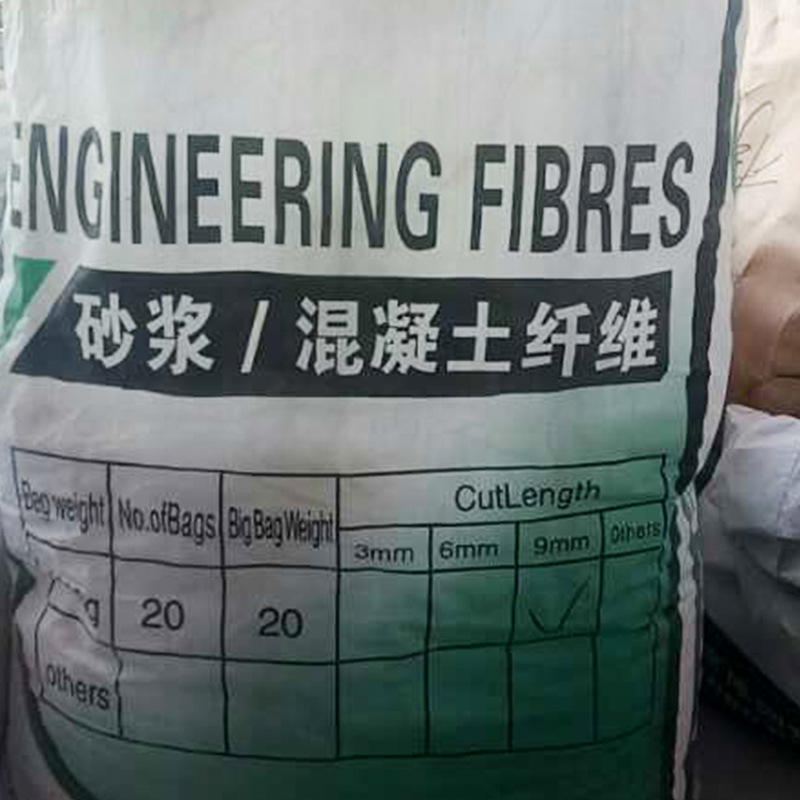 ENGINEERING FIBRES
砂浆 / 混凝土纤维
Bag weight No.ofBags Big Bag Weight CutLength
3mm 6mm 9mm Others
20 20 ✓
others